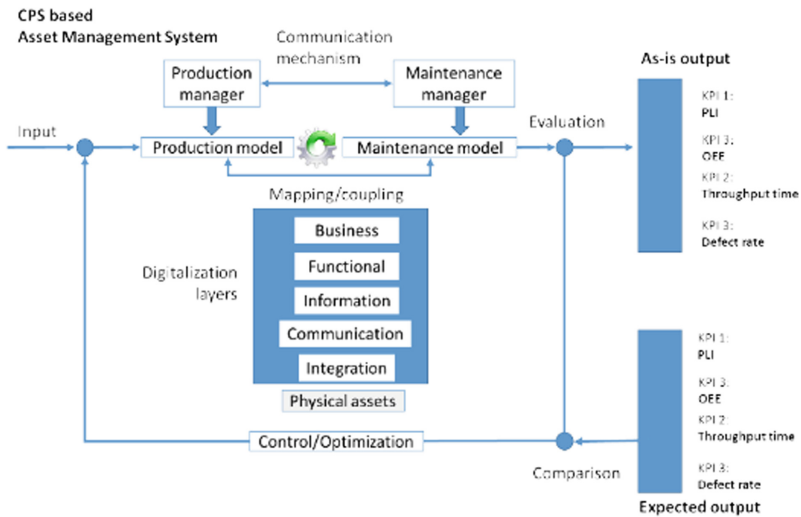 CPS based
Asset Management System
Communication
mechanism
Production
manager
Maintenance
manager
As-is output
Input
Production model
Maintenance model
Evaluation
KPI 1:
PLI
KPI 3:
OEE
KPI 2:
Throughput time
KPI 3:
Defect rate
Mapping/coupling
Digitalization
layers
Business
Functional
Information
Communication
Integration
Physical assets
Control/Optimization
Comparison
KPI 1:
PLI
KPI 3:
OEE
KPI 2:
Throughput time
KPI 3:
Defect rate
Expected output